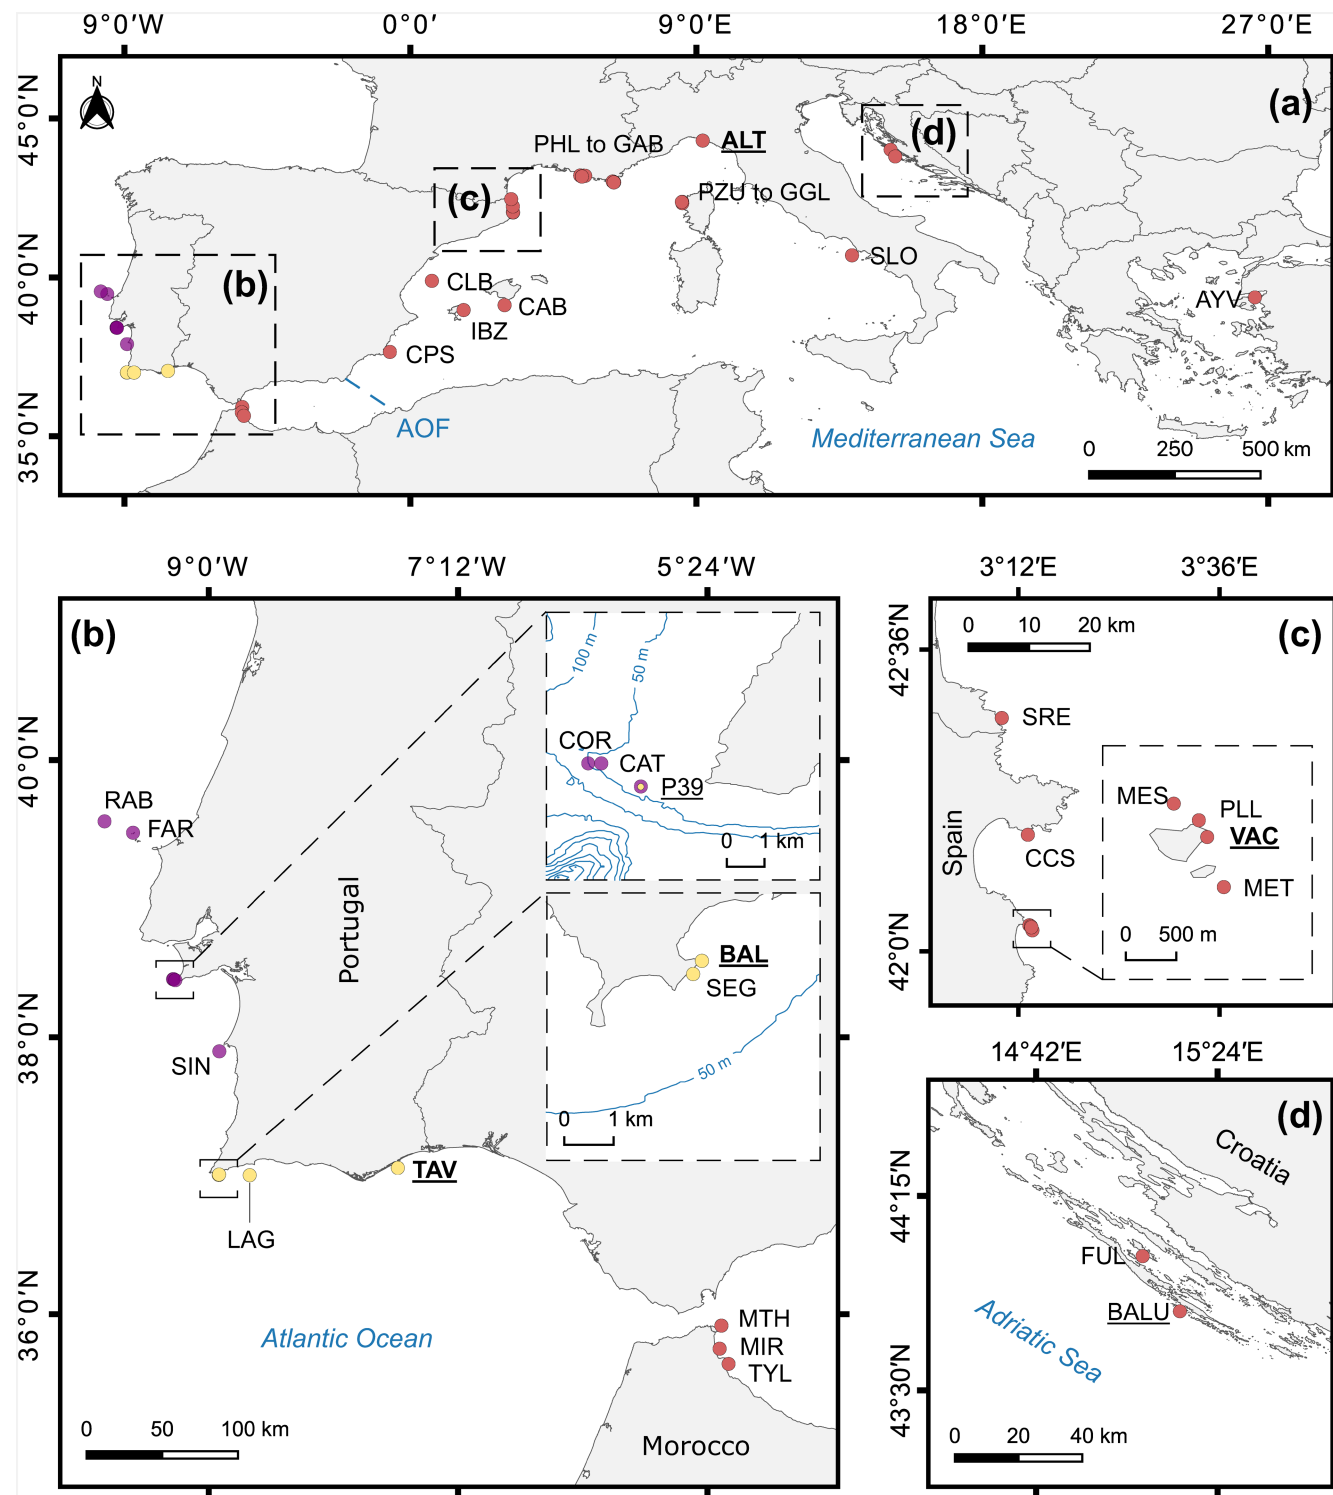 9°0′W 0°0′ 9°0′E 18°0′E 27°0′E
45°0′N
40°0′N
35°0′N
N
(a)
PHL to GAB
ALT
(d)
(c)
PZU to GGL
(b)
CLB
CAB
IBZ
SLO
AYV
CPS
AOF
Mediterranean Sea
0 250 500 km
9°0′W 7°12′W 5°24′W
40°0′N
38°0′N
36°0′N
(b)
100 m
50 m
COR
CAT
P39
0 1 km
RAB
FAR
Portugal
BAL
SEG
50 m
0 1 km
SIN
TAV
LAG
Atlantic Ocean
MTH
MIR
TYL
Morocco
0 50 100 km
3°12′E 3°36′E
42°36′N
42°0′N
0 10 20 km
(c)
SRE
Spain
CCS
MES
PLL
VAC
MET
0 500 m
14°42′E 15°24′E
44°15′N
43°30′N
(d)
Croatia
FUL
BALU
Adriatic Sea
0 20 40 km